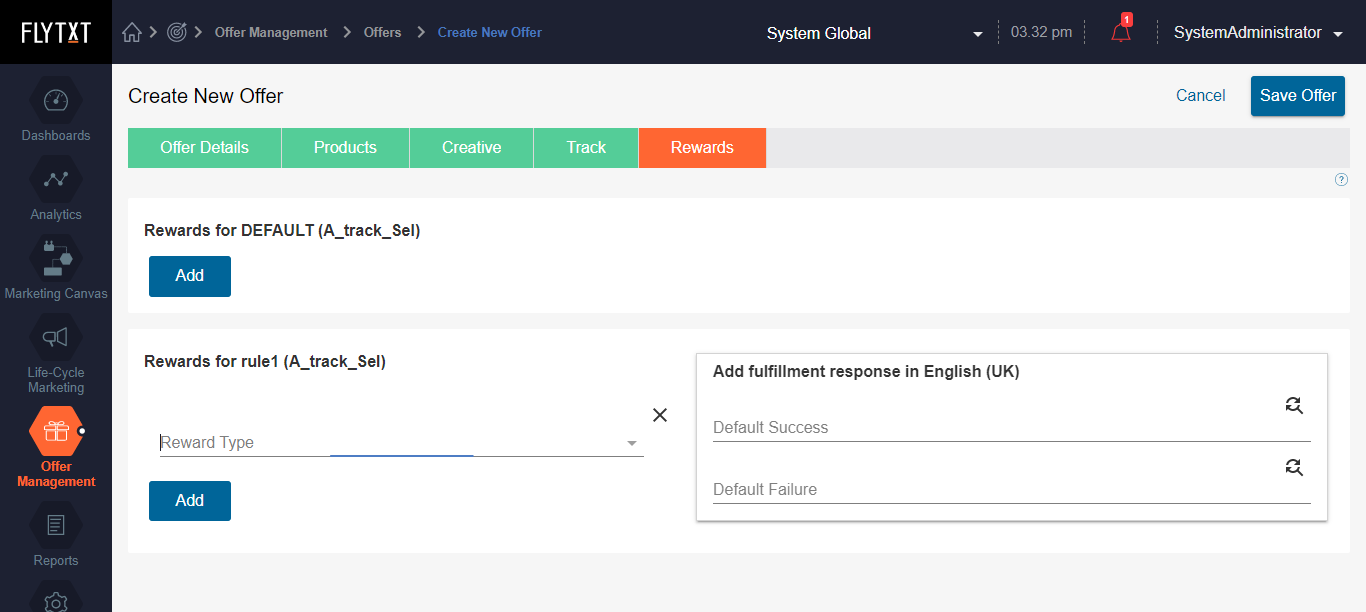 FLYTXT
Offer Management
Offers
Create New Offer
System Global
03.32 pm
1
SystemAdministrator
Dashboards
Analytics
Marketing Canvas
Life-Cycle
Marketing
Offer
Management
Reports
Create New Offer
Cancel
Save Offer
Offer Details
Products
Creative
Track
Rewards
?
Rewards for DEFAULT (A_track_Sel)
Add
Rewards for rule1 (A_track_Sel)
Reward Type
Add
Add fulfillment response in English (UK)
Default Success
Default Failure